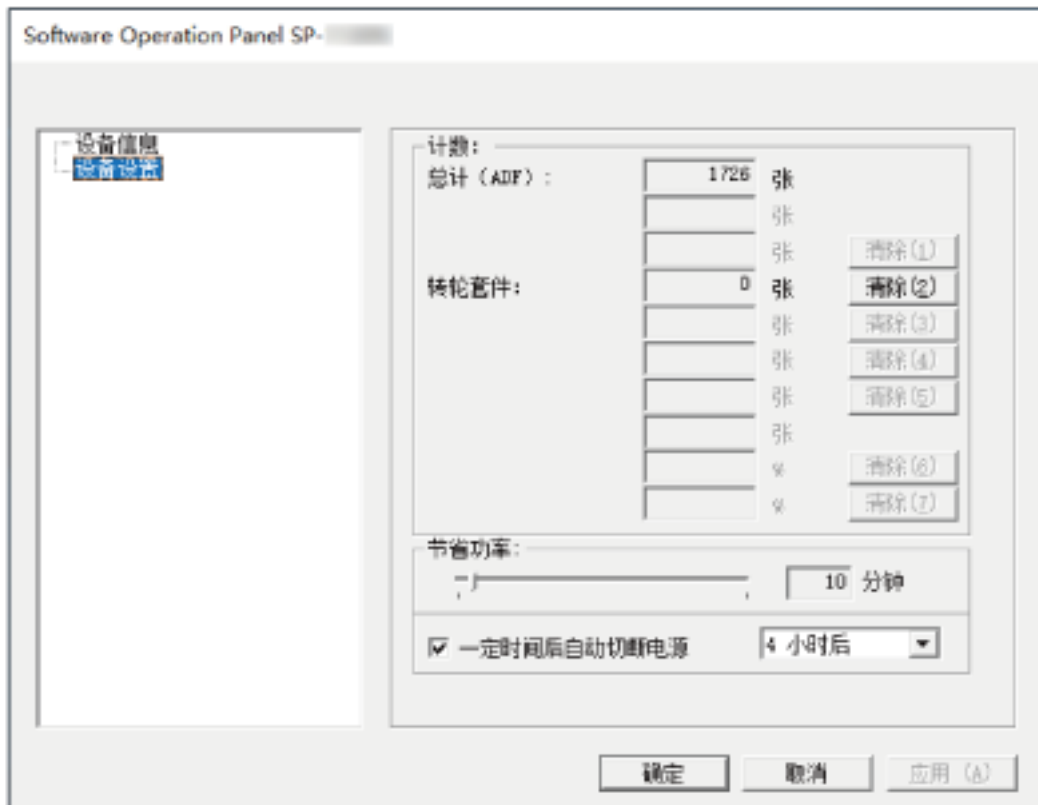 Software Operation Panel SP-
设备信息
设备设置
计数:
总计 (ADF) : 1726 张
张
张 清除(1)
转轮套件: 0 张 清除(2)
张 清除(3)
张 清除(4)
张 清除(5)
张
% 清除(6)
% 清除(7)
节省功率:
10 分钟
一定时间后自动切断电源 4 小时后
确定 取消 应用 (A)